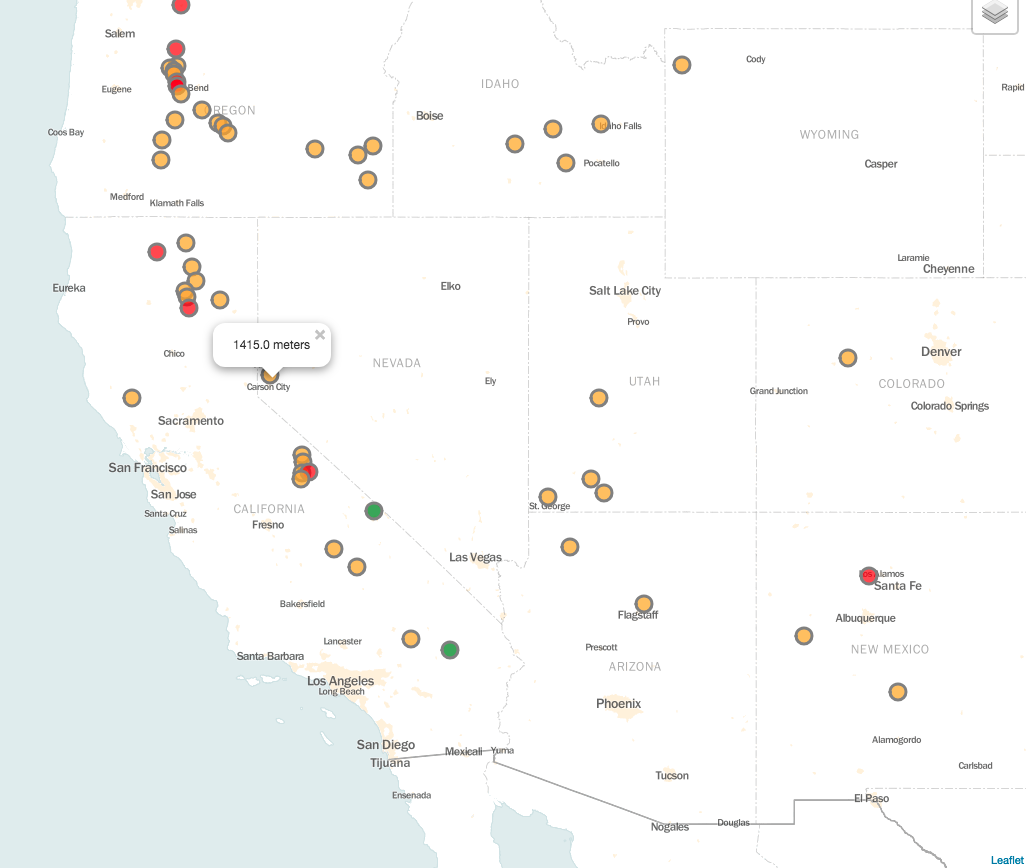 Salem
Cody
IDAHO
Rapid
Bend
Eugene
REGON
Boise
Idaho Falls
Coos Bay
WYOMING
Pocatello
Casper
Medford
Klamath Falls
Laramie
Cheyenne
Eureka
Elko
Salt Lake City
Provo
1415.0 meters
Chico
NEVADA
Denver
Carson City
Ely
UTAH
Grand Junction
COLORADO
Colorado Springs
Sacramento
San Francisco
San Jose
Santa Cruz
CALIFORNIA
St. George
Salinas
Fresno
Las Vegas
Los Alamos
Santa Fe
Bakersfield
Flagstaff
Albuquerque
Lancaster
Prescott
NEW MEXICO
Santa Barbara
ARIZONA
Los Angeles
Long Beach
Phoenix
San Diego
Mexicali
Yuma
Alamogordo
Tijuana
Tucson
Carlsbad
Ensenada
El Paso
Nogales
Douglas
Leaflet